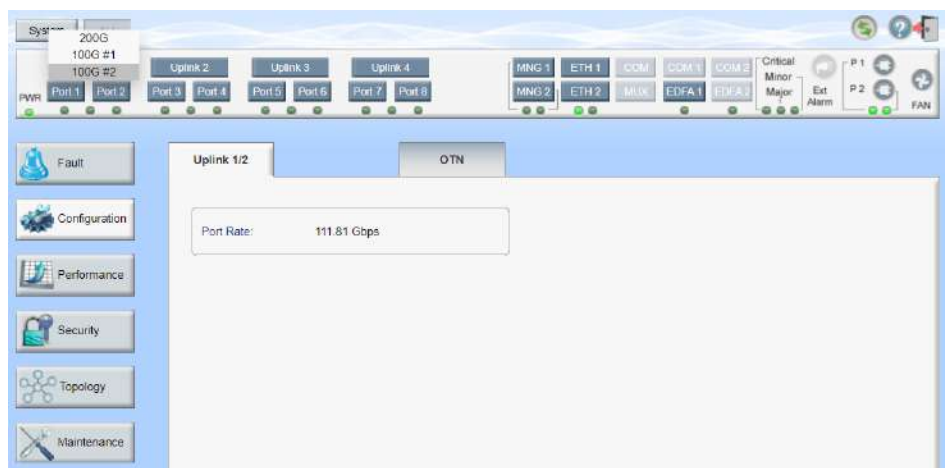 System
200G
100G #1
100G #2
Uplink 2
Uplink 3
Uplink 4
MNG 1
ETH 1
COM
COM 1
COM 2
Critical
Minor
Major
Ext
Alarm
P 1
P 2
FAN
PWR
Port 1
Port 2
Port 3
Port 4
Port 5
Port 6
Port 7
Port 8
MNG 2
ETH 2
MUX
EDFA 1
EDFA 2
Fault
Uplink 1/2
OTN
Configuration
Port Rate:
111.81 Gbps
Performance
Security
Topology
Maintenance